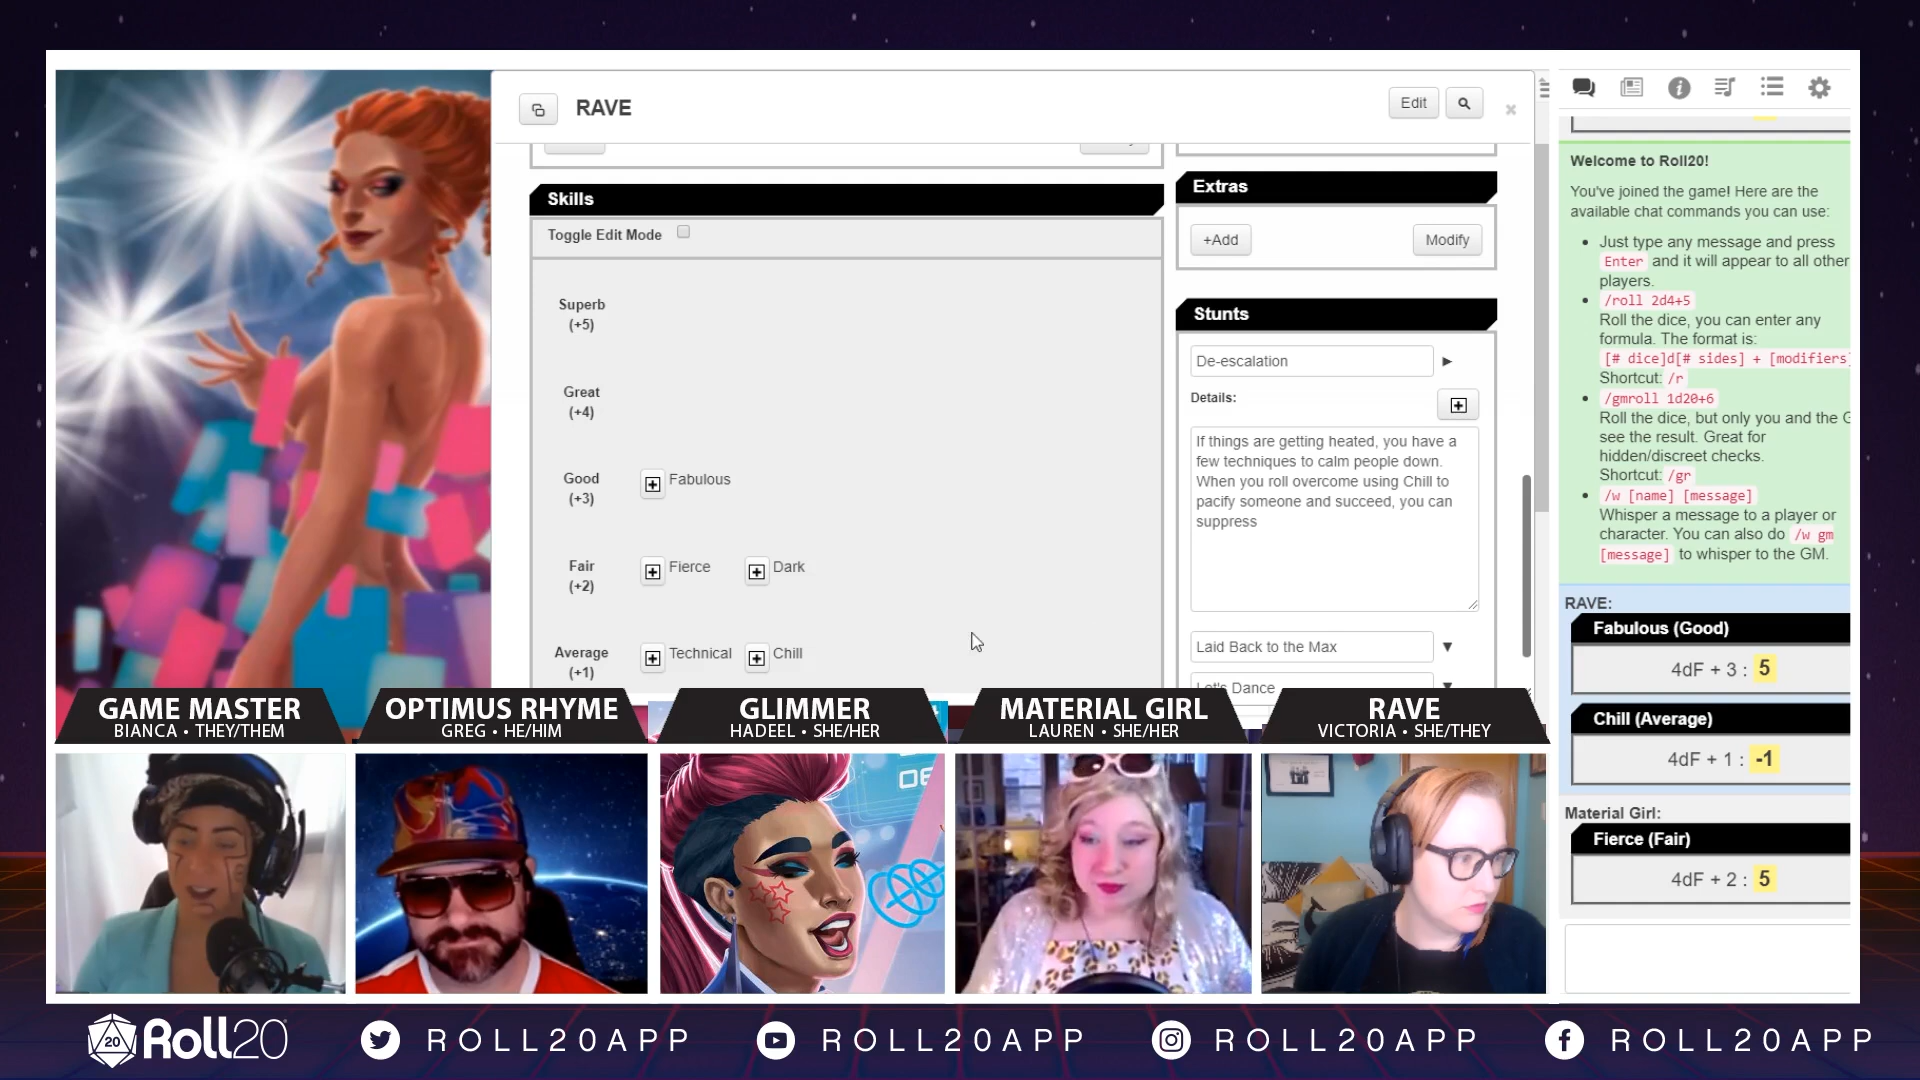 RAVE
Edit
Skills
Toggle Edit Mode
Superb
(+5)
Great
(+4)
Good
(+3)
Fabulous
Fair
(+2)
Fierce
Dark
Average
(+1)
Technical
Chill
Extras
+Add
Modify
Stunts
De-escalation
Details:
If things are getting heated, you have a
few techniques to calm people down.
When you roll overcome using Chill to
pacify someone and succeed, you can
suppress
Laid Back to the Max
Let's Dance
Welcome to Roll20!
You've joined the game! Here are the
available chat commands you can use:
Just type any message and press
Enter and it will appear to all other
players.
/roll 2d4+5
Roll the dice, you can enter any
formula. The format is:
[# dice]d[# sides] + [modifiers]
Shortcut: /r
/gmroll 1d20+6
Roll the dice, but only you and the G
see the result. Great for
hidden/discreet checks.
Shortcut: /gr
/w [name] [message]
Whisper a message to a player or
character. You can also do /w gm
[message] to whisper to the GM.
RAVE:
Fabulous (Good)
4dF + 3 : 5
Chill (Average)
4dF + 1 : -1
Material Girl:
Fierce (Fair)
4dF + 2 : 5
GAME MASTER
BIANCA • THEY/THEM
OPTIMUS RHYME
GREG • HE/HIM
GLIMMER
HADEEL • SHE/HER
MATERIAL GIRL
LAUREN • SHE/HER
RAVE
VICTORIA • SHE/THEY
20 Roll20
ROLL20APP
ROLL20APP
ROLL20APP
ROLL20APP